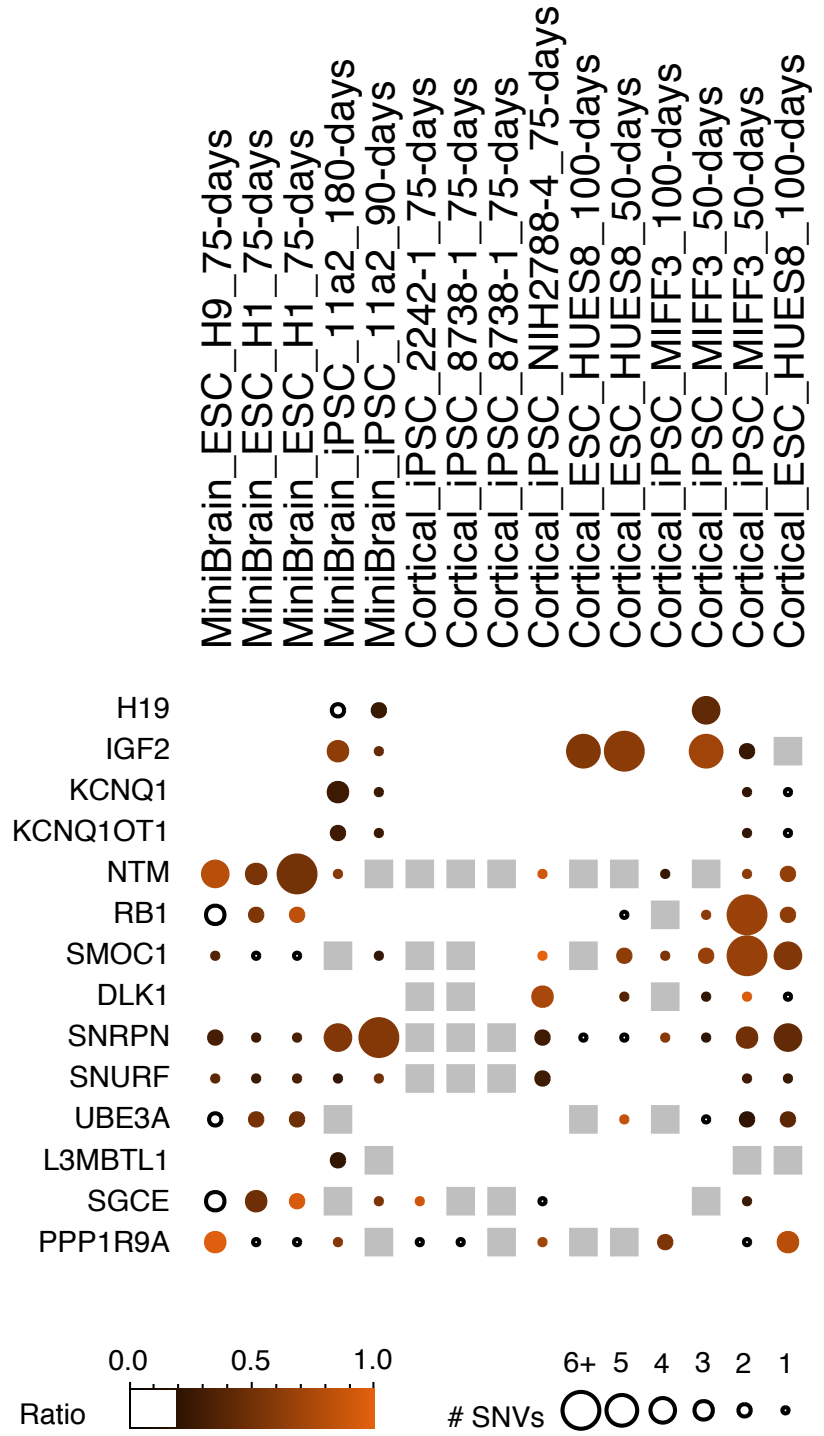 MiniBrain_ESC_H9_75-days
MiniBrain_ESC_H1_75-days
MiniBrain_ESC_H1_75-days
MiniBrain_iPSC_11a2_180-days
MiniBrain_iPSC_11a2_90-days
Cortical_iPSC_2242-1_75-days
Cortical_iPSC_8738-1_75-days
Cortical_iPSC_8738-1_75-days
Cortical_iPSC_NIH2788-4_75-days
Cortical_ESC_HUES8_100-days
Cortical_ESC_HUES8_50-days
Cortical_iPSC_MIFF3_100-days
Cortical_iPSC_MIFF3_50-days
Cortical_iPSC_MIFF3_50-days
Cortical_ESC_HUES8_100-days
H19
IGF2
KCNQ1
KCNQ1OT1
NTM
RB1
SMOC1
DLK1
SNRPN
SNURF
UBE3A
L3MBTL1
SGCE
PPP1R9A
0.0 0.5 1.0
Ratio
6+ 5 4 3 2 1
# SNVs